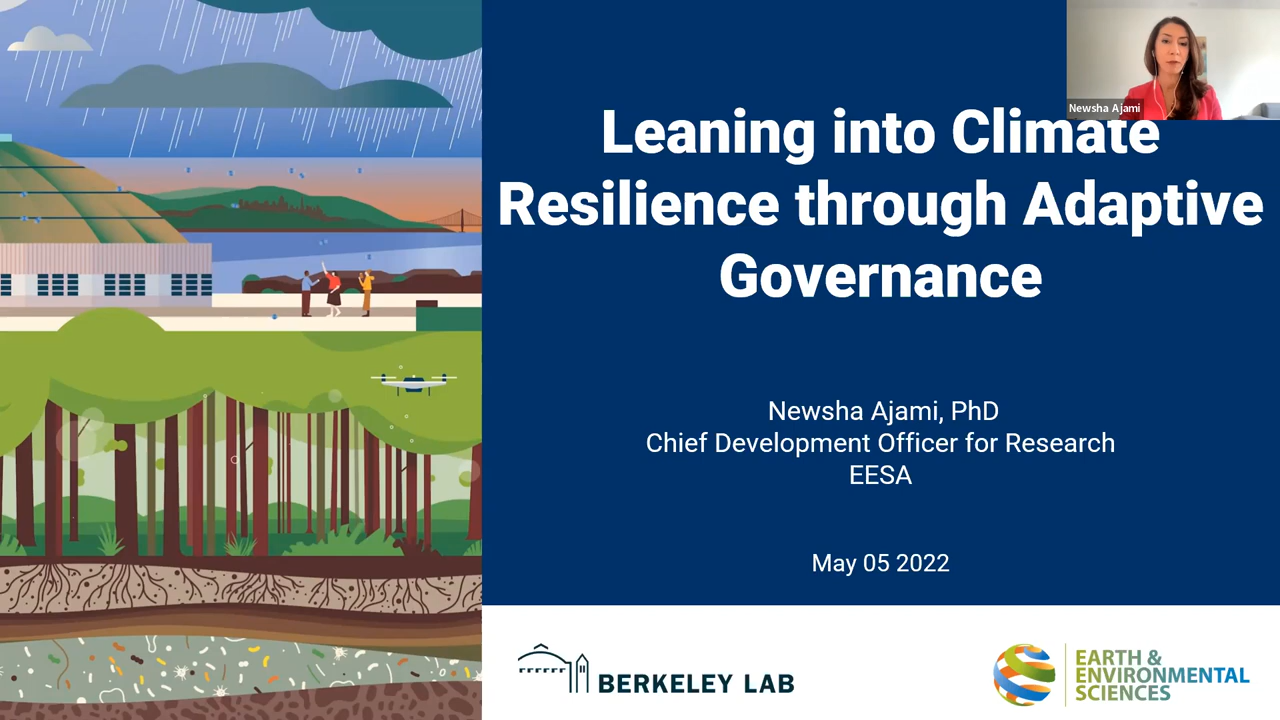 Newsha Ajami
Leaning into Climate
Resilience through Adaptive
Governance
Newsha Ajami, PhD
Chief Development Officer for Research
EESA
May 05 2022
BERKELEY LAB
EARTH &
ENVIRONMENTAL
SCIENCES